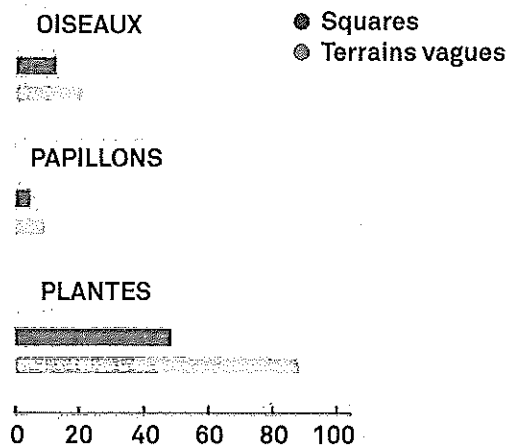 OISEAUX
Squares
Terrains vagues
PAPILLONS
PLANTES
0 20 40 60 80 100